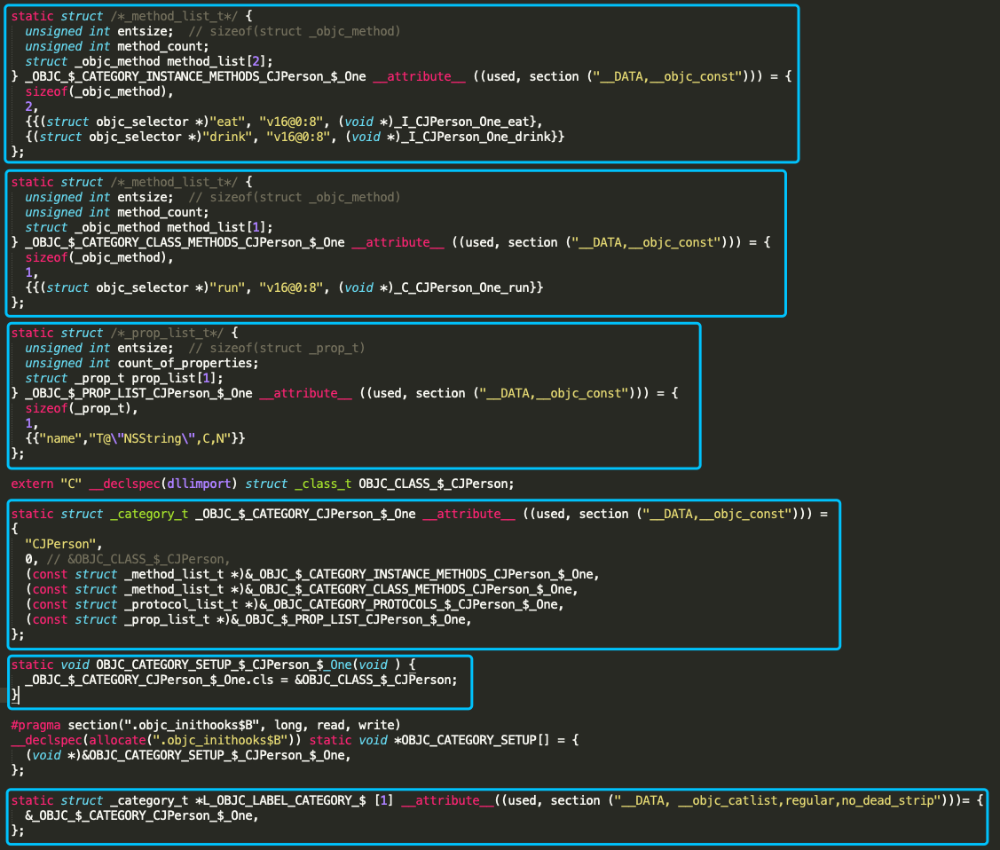 static struct /*_method_list_t*/ {
unsigned int entsize;  // sizeof(struct _objc_method)
unsigned int method_count;
struct _objc_method method_list[2];
} _OBJC_$_CATEGORY_INSTANCE_METHODS_CJPerson_$_One __attribute__ ((used, section ("__DATA,__objc_const"))) = {
sizeof(_objc_method),
2,
{{(struct objc_selector *)"eat", "v16@0:8", (void *)_I_CJPerson_One_eat},
{(struct objc_selector *)"drink", "v16@0:8", (void *)_I_CJPerson_One_drink}}
};
static struct /*_method_list_t*/ {
unsigned int entsize;  // sizeof(struct _objc_method)
unsigned int method_count;
struct _objc_method method_list[1];
} _OBJC_$_CATEGORY_CLASS_METHODS_CJPerson_$_One __attribute__ ((used, section ("__DATA,__objc_const"))) = {
sizeof(_objc_method),
1,
{{(struct objc_selector *)"run", "v16@0:8", (void *)_C_CJPerson_One_run}}
};
static struct /*_prop_list_t*/ {
unsigned int entsize;  // sizeof(struct _prop_t)
unsigned int count_of_properties;
struct _prop_t prop_list[1];
} _OBJC_$_PROP_LIST_CJPerson_$_One __attribute__ ((used, section ("__DATA,__objc_const"))) = {
sizeof(_prop_t),
1,
{{"name","T@\"NSString\",C,N"}}
};
extern "C" __declspec(dllimport) struct _class_t OBJC_CLASS_$_CJPerson;
static struct _category_t _OBJC_$_CATEGORY_CJPerson_$_One __attribute__ ((used, section ("__DATA,__objc_const"))) =
{
"CJPerson",
0, // &OBJC_CLASS_$_CJPerson,
(const struct _method_list_t *)&_OBJC_$_CATEGORY_INSTANCE_METHODS_CJPerson_$_One,
(const struct _method_list_t *)&_OBJC_$_CATEGORY_CLASS_METHODS_CJPerson_$_One,
(const struct _protocol_list_t *)&_OBJC_CATEGORY_PROTOCOLS_$_CJPerson_$_One,
(const struct _prop_list_t *)&_OBJC_$_PROP_LIST_CJPerson_$_One,
};
static void OBJC_CATEGORY_SETUP_$_CJPerson_$_One(void ) {
_OBJC_$_CATEGORY_CJPerson_$_One.cls = &OBJC_CLASS_$_CJPerson;
}
#pragma section(".objc_inithooks$B", long, read, write)
__declspec(allocate(".objc_inithooks$B")) static void *OBJC_CATEGORY_SETUP[] = {
(void *)&OBJC_CATEGORY_SETUP_$_CJPerson_$_One,
};
static struct _category_t *L_OBJC_LABEL_CATEGORY_$ [1] __attribute__((used, section ("__DATA, __objc_catlist,regular,no_dead_strip")))= {
&_OBJC_$_CATEGORY_CJPerson_$_One,
};